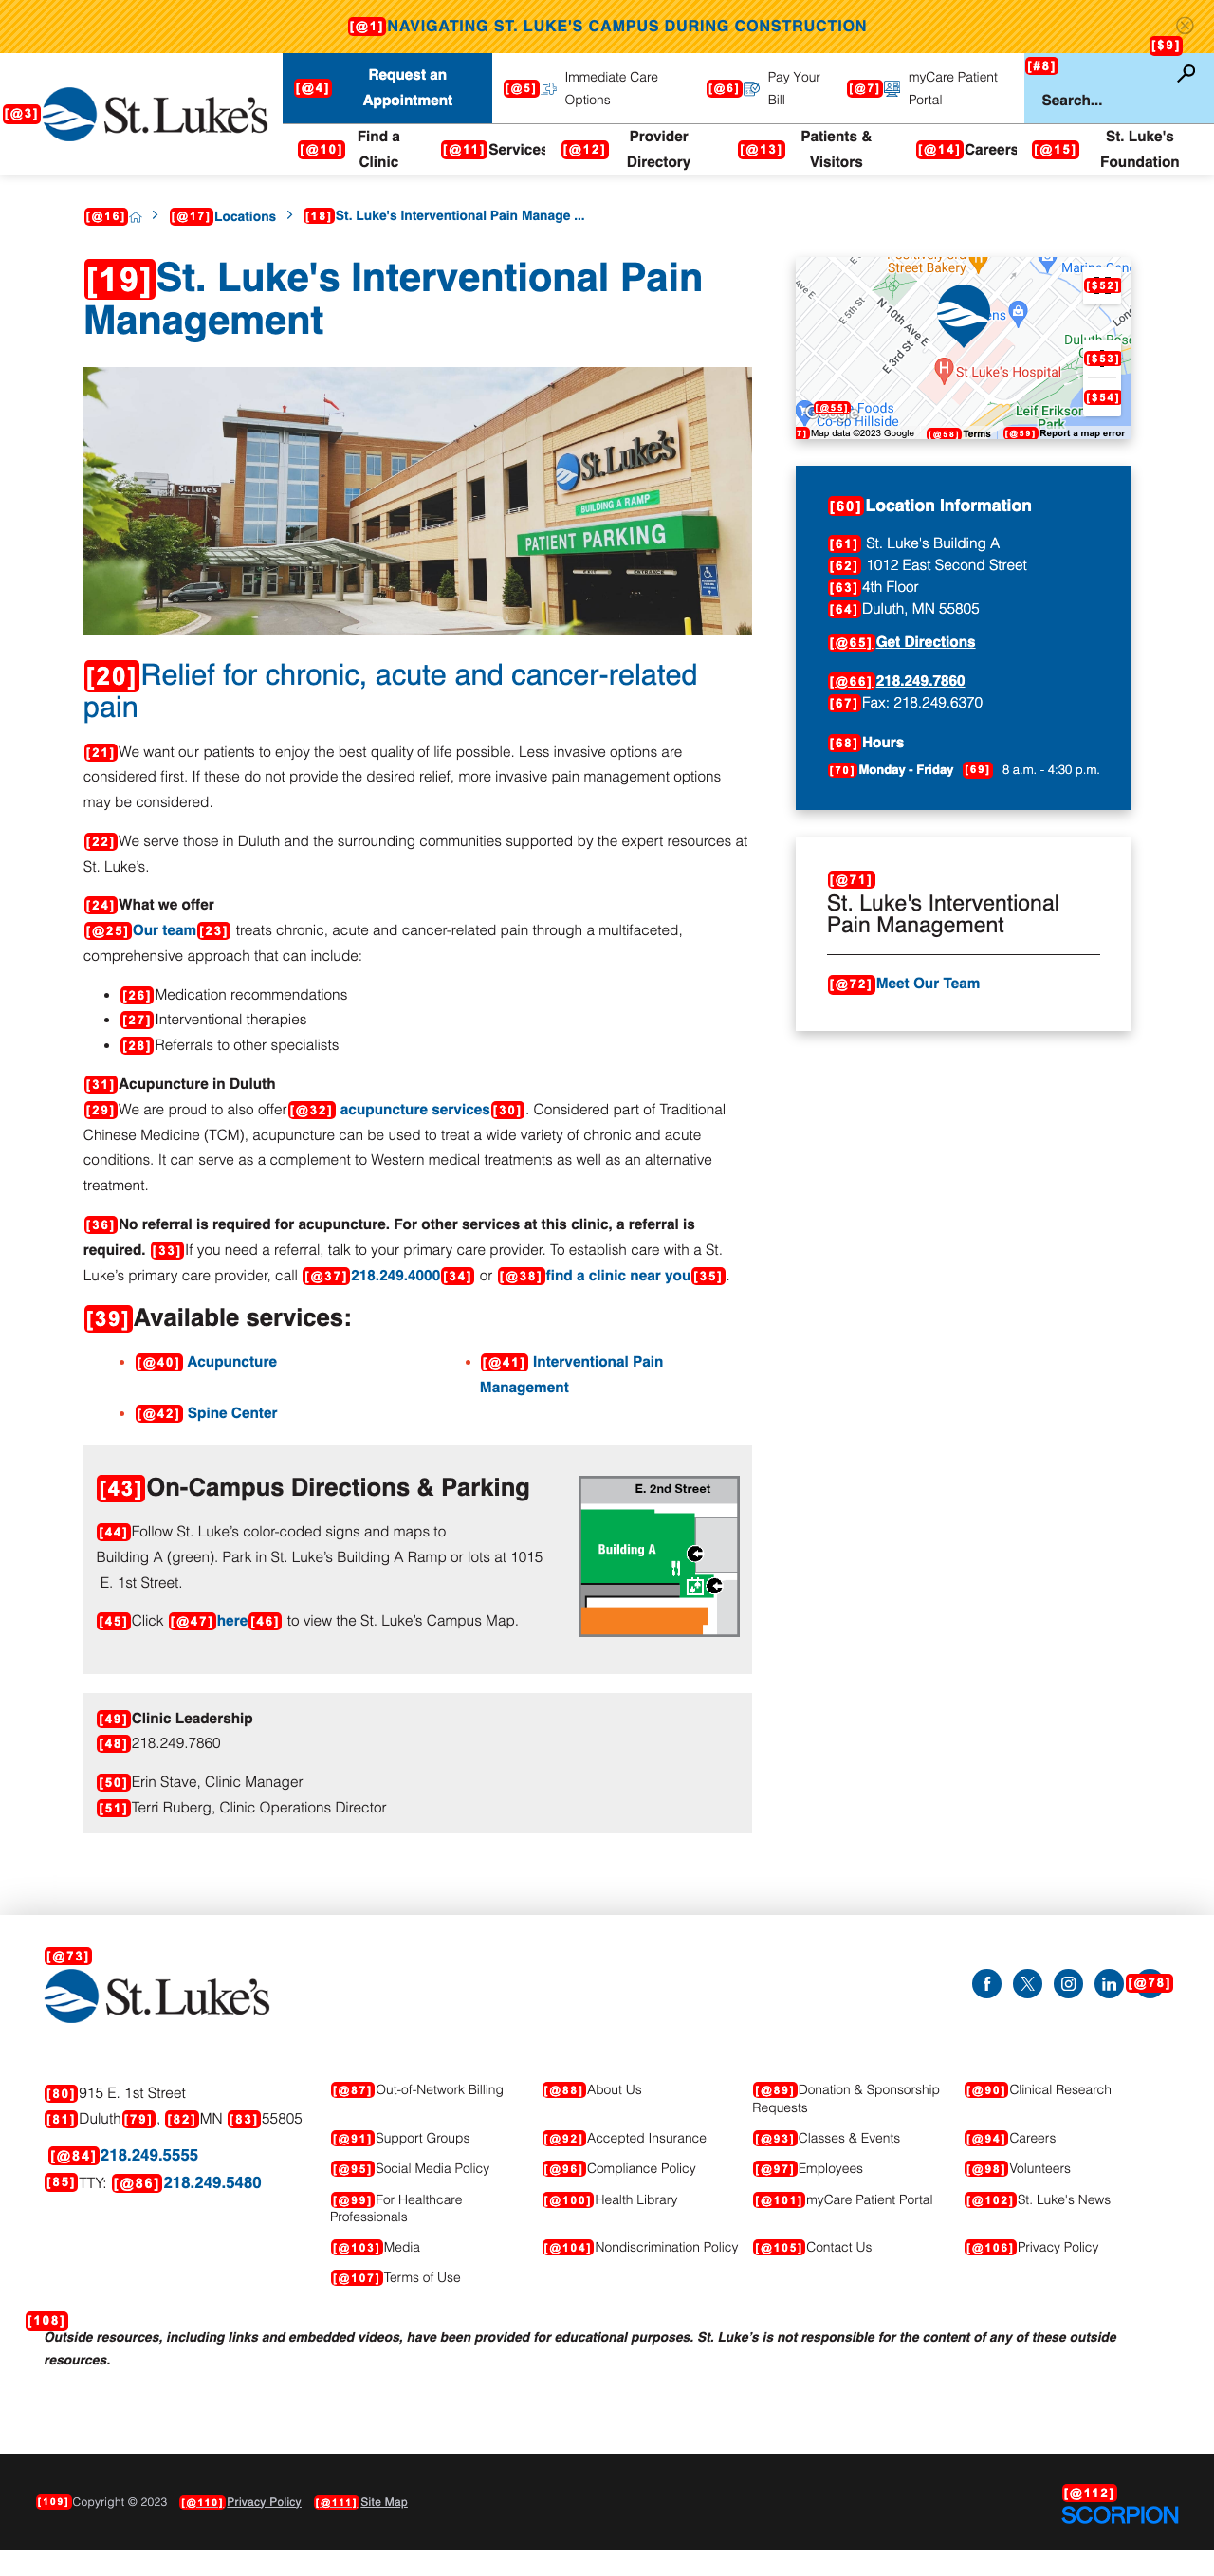 [@1]NAVIGATING ST. LUKE'S CAMPUS DURING CONSTRUCTION
[$9]
[@3] St. Luke's
[@4] Request an
Appointment
[@5] Immediate Care
Options
[@6] Pay Your
Bill
[@7] myCare Patient
Portal
[#8]
Search...
[@10] Find a
Clinic
[@11]Services
[@12] Provider
Directory
[@13] Patients &
Visitors
[@14]Careers
[@15] St. Luke's
Foundation
[@16] > [@17]Locations > [18]St. Luke's Interventional Pain Manage ...
[19]St. Luke's Interventional Pain
Management
St. Luke's
St. Luke's
BUILDING A RAMP
PATIENT PARKING
EXIT ENTRANCE
[20]Relief for chronic, acute and cancer-related
pain
[21]We want our patients to enjoy the best quality of life possible. Less invasive options are
considered first. If these do not provide the desired relief, more invasive pain management options
may be considered.
[22]We serve those in Duluth and the surrounding communities supported by the expert resources at
St. Luke's.
[24]What we offer
[@25]Our team[23] treats chronic, acute and cancer-related pain through a multifaceted,
comprehensive approach that can include:
• [26]Medication recommendations
• [27]Interventional therapies
• [28]Referrals to other specialists
[31]Acupuncture in Duluth
[29]We are proud to also offer[@32] acupuncture services[30]. Considered part of Traditional
Chinese Medicine (TCM), acupuncture can be used to treat a wide variety of chronic and acute
conditions. It can serve as a complement to Western medical treatments as well as an alternative
treatment.
[36]No referral is required for acupuncture. For other services at this clinic, a referral is
required. [33]If you need a referral, talk to your primary care provider. To establish care with a St.
Luke's primary care provider, call [@37]218.249.4000[34] or [@38]find a clinic near you[35].
[39]Available services:
• [@40] Acupuncture
• [@41] Interventional Pain
Management
• [@42] Spine Center
[43]On-Campus Directions & Parking
[44]Follow St. Luke's color-coded signs and maps to
Building A (green). Park in St. Luke's Building A Ramp or lots at 1015
E. 1st Street.
[45]Click [@47]here[46] to view the St. Luke's Campus Map.
E. 2nd Street
Building A
[49]Clinic Leadership
[48]218.249.7860
[50]Erin Stave, Clinic Manager
[51]Terri Ruberg, Clinic Operations Director
Street Bakery
[$52]
Ave E
E 5th St
N 10th Ave E
E 3rd St
St Luke's Hospital
[$53]
[$54]
[@55] Foods
Co-op Hillside
Leif Erikson
Park
Map data ©2023 Google [@58]Terms [@59]Report a map error
[60]Location Information
[61] St. Luke's Building A
[62] 1012 East Second Street
[63]4th Floor
[64]Duluth, MN 55805
[@65]Get Directions
[@66]218.249.7860
[67]Fax: 218.249.6370
[68]Hours
[70]Monday - Friday [69] 8 a.m. - 4:30 p.m.
[@71]
St. Luke's Interventional
Pain Management
[@72]Meet Our Team
[@73]
St. Luke's
[@78]
[80]915 E. 1st Street
[81]Duluth[79], [82]MN [83]55805
[@84]218.249.5555
[85]TTY: [@86]218.249.5480
[@87]Out-of-Network Billing
[@88]About Us
[@89]Donation & Sponsorship
Requests
[@90]Clinical Research
[@91]Support Groups
[@92]Accepted Insurance
[@93]Classes & Events
[@94]Careers
[@95]Social Media Policy
[@96]Compliance Policy
[@97]Employees
[@98]Volunteers
[@99]For Healthcare
Professionals
[@100]Health Library
[@101]myCare Patient Portal
[@102]St. Luke's News
[@103]Media
[@104]Nondiscrimination Policy
[@105]Contact Us
[@106]Privacy Policy
[@107]Terms of Use
[108]
Outside resources, including links and embedded videos, have been provided for educational purposes. St. Luke's is not responsible for the content of any of these outside
resources.
[109]Copyright © 2023 [@110]Privacy Policy [@111]Site Map
[@112]
SCORPION